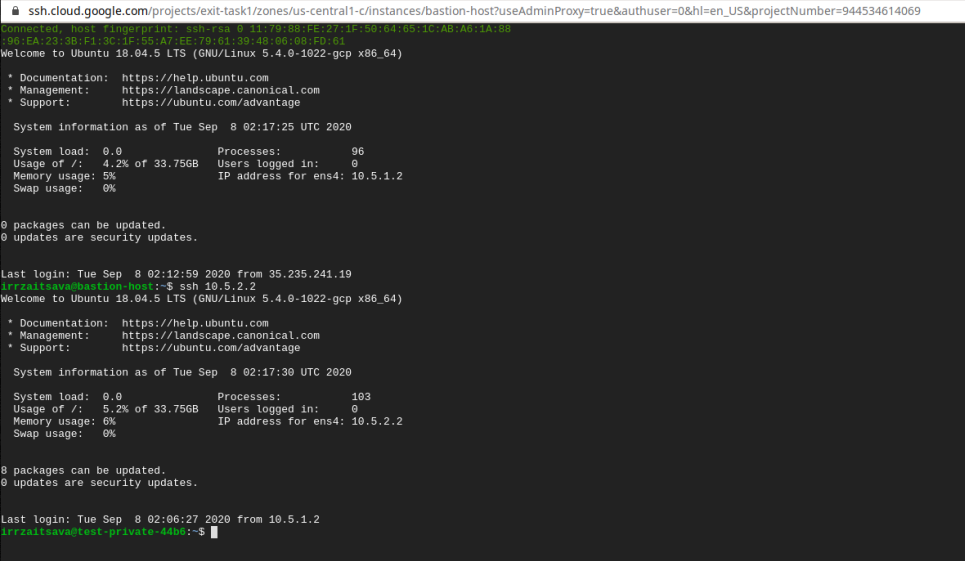 ssh.cloud.google.com/projects/exit-task1/zones/us-central1-c/instances/bastion-host?useAdminProxy=true&authuser=0&hl=en_US&projectNumber=944534614069
Connected, host fingerprint: ssh-rsa 0 11:79:88:FE:27:1F:50:64:65:1C:AB:A6:1A:88
:96:EA:23:3B:F1:3C:1F:55:A7:EE:79:61:39:48:06:08:FD:61
Welcome to Ubuntu 18.04.5 LTS (GNU/Linux 5.4.0-1022-gcp x86_64)
* Documentation:  https://help.ubuntu.com
* Management:     https://landscape.canonical.com
* Support:        https://ubuntu.com/advantage
System information as of Tue Sep  8 02:17:25 UTC 2020
System load:  0.0               Processes:           96
Usage of /:   4.2% of 33.75GB   Users logged in:     0
Memory usage: 5%                IP address for ens4: 10.5.1.2
Swap usage:   0%
0 packages can be updated.
0 updates are security updates.
Last login: Tue Sep  8 02:12:59 2020 from 35.235.241.19
irrzaitsava@bastion-host:~$ ssh 10.5.2.2
Welcome to Ubuntu 18.04.5 LTS (GNU/Linux 5.4.0-1022-gcp x86_64)
* Documentation:  https://help.ubuntu.com
* Management:     https://landscape.canonical.com
* Support:        https://ubuntu.com/advantage
System information as of Tue Sep  8 02:17:30 UTC 2020
System load:  0.0               Processes:           103
Usage of /:   5.2% of 33.75GB   Users logged in:     0
Memory usage: 6%                IP address for ens4: 10.5.2.2
Swap usage:   0%
8 packages can be updated.
0 updates are security updates.
Last login: Tue Sep  8 02:06:27 2020 from 10.5.1.2
irrzaitsava@test-private-44b6:~$